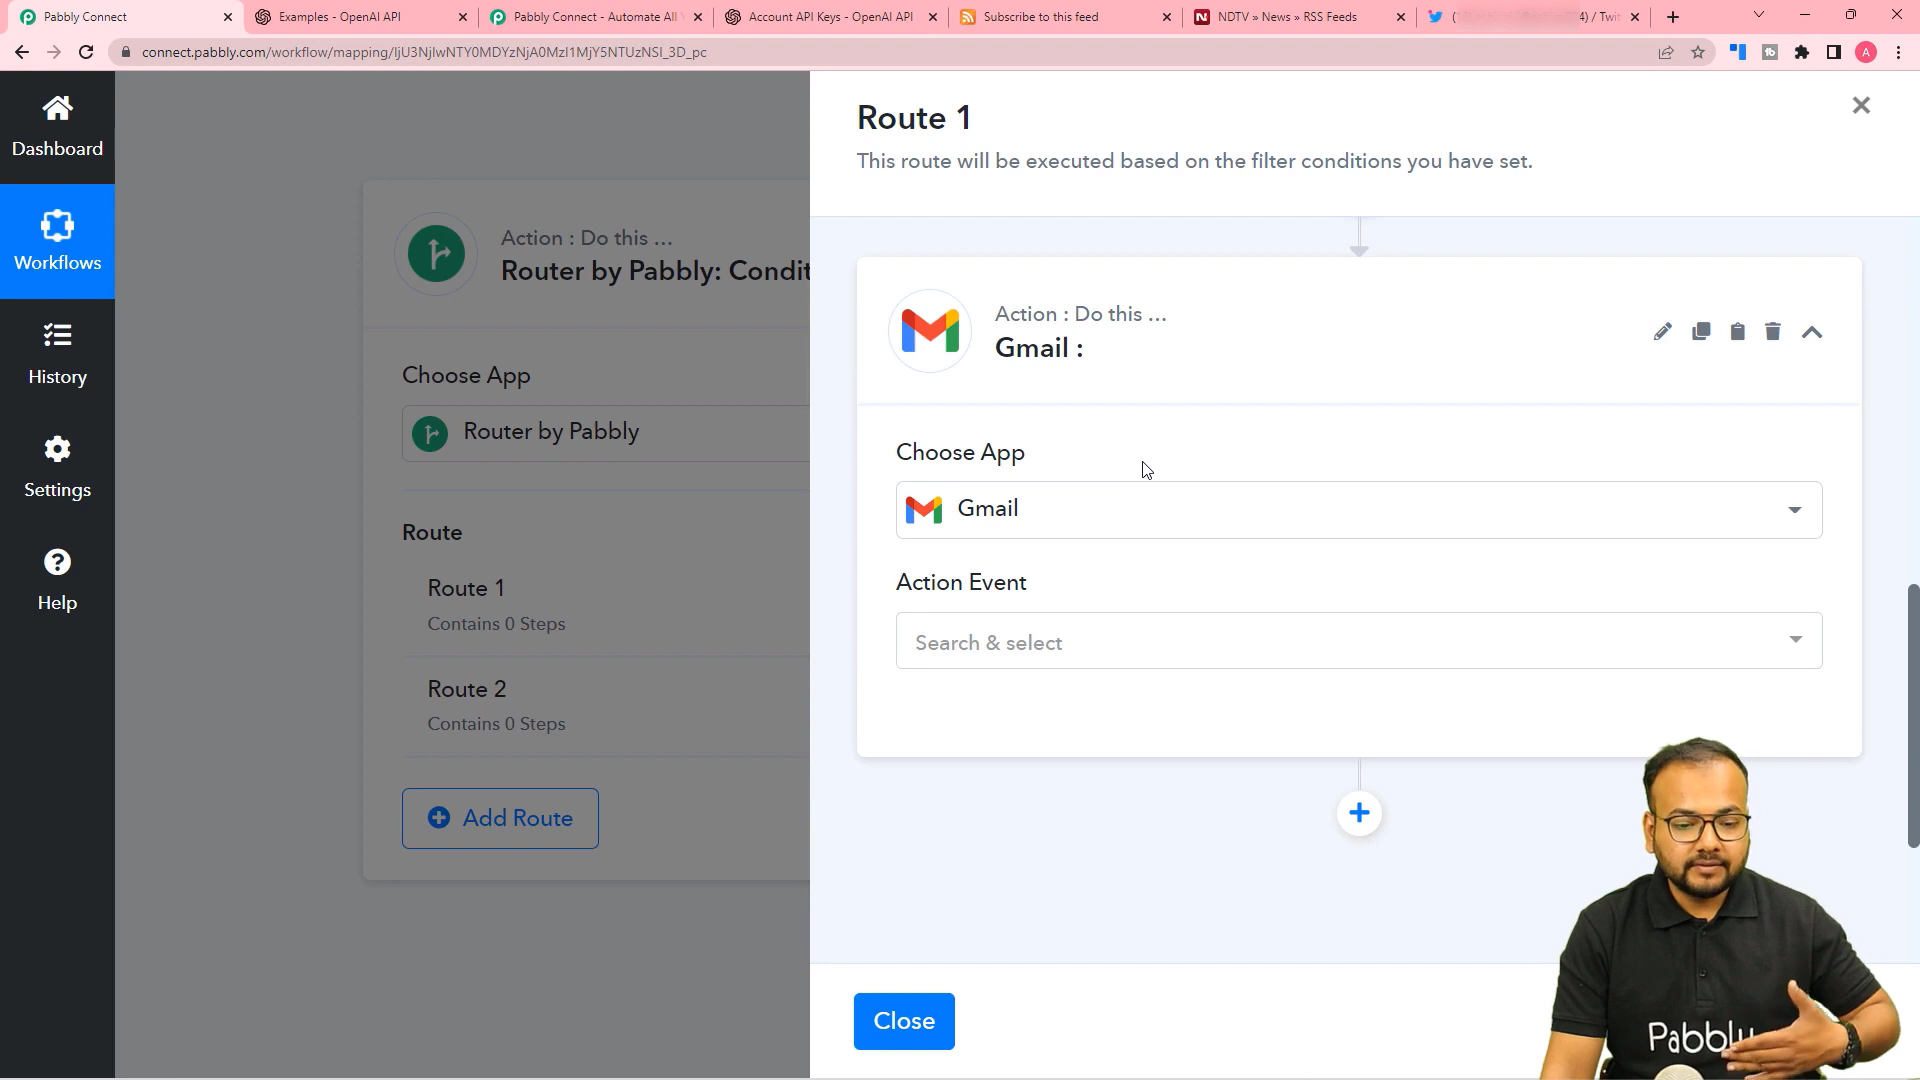 Pabbly Connect
Examples - OpenAI API
Pabbly Connect - Automate All
Account API Keys - OpenAI API
Subscribe to this feed
NDTV » News » RSS Feeds
4) / Twit
connect.pabbly.com/workflow/mapping/
A
Dashboard
Workflows
History
Settings
Help
Action : Do this ...
Router by Pabbly: Condit
Choose App
Router by Pabbly
Route
Route 1
Contains 0 Steps
Route 2
Contains 0 Steps
Add Route
Route 1
This route will be executed based on the filter conditions you have set.
Action : Do this ...
Gmail :
Choose App
Gmail
Action Event
Search & select
Close
Pabbly